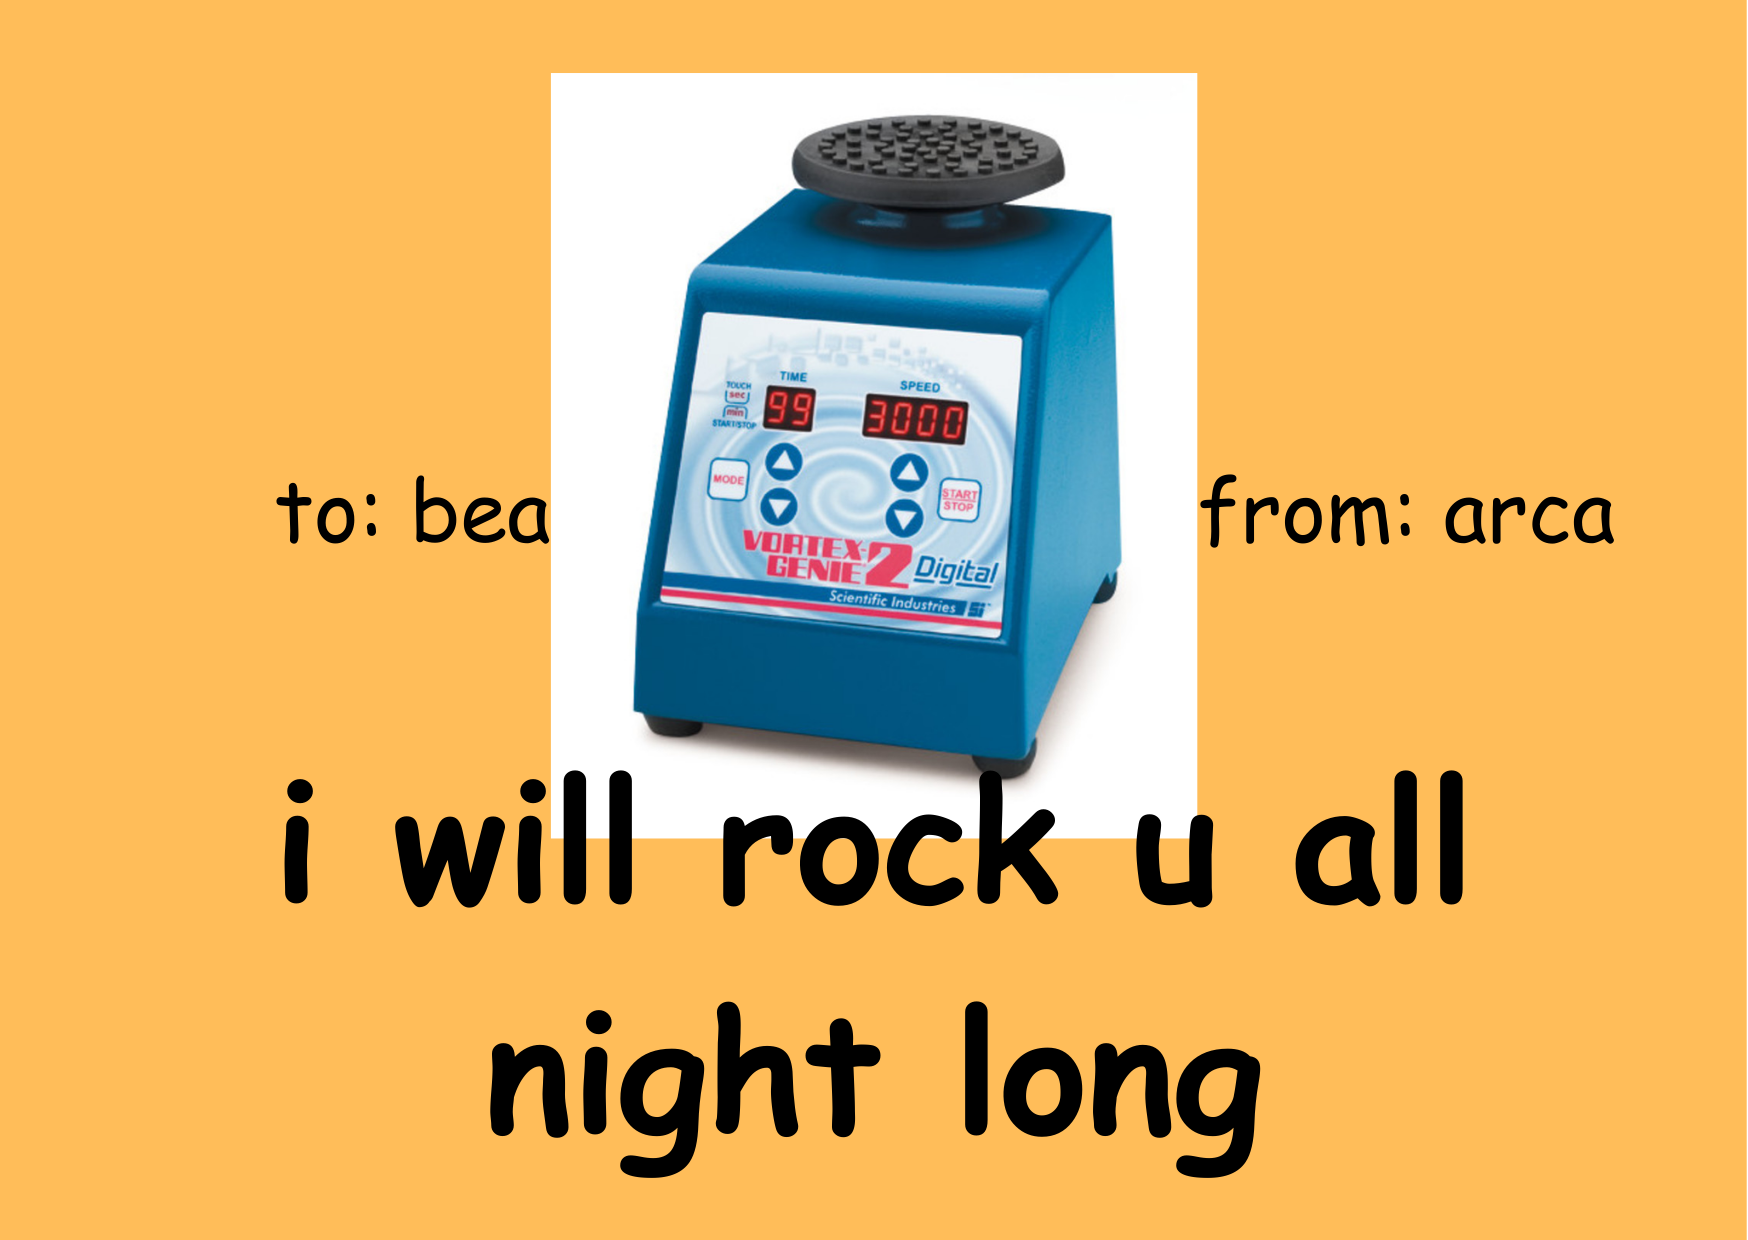 TOUCH
sec
min
START/STOP
TIME
99
SPEED
3000
MODE
START
STOP
VORTEX-
GENIE 2 Digital
Scientific Industries SI
to: bea
from: arca
i will rock u all
night long